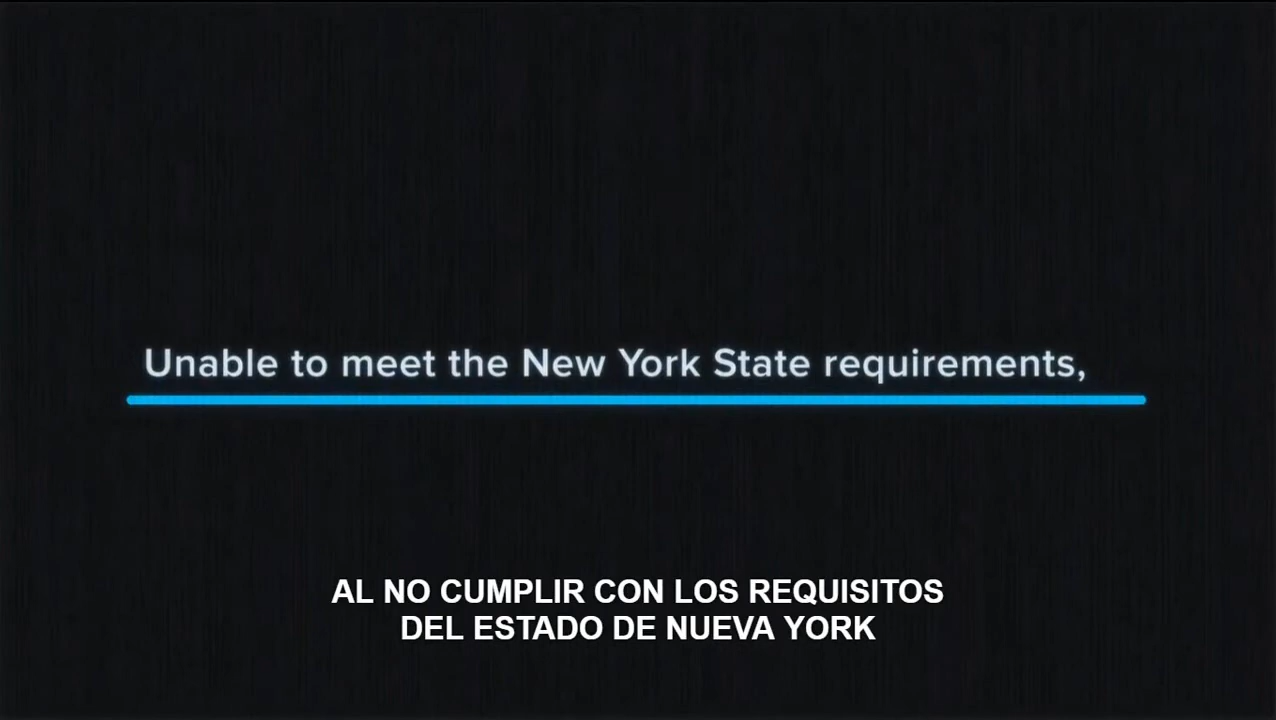 Unable to meet the New York State requirements,
AL NO CUMPLIR CON LOS REQUISITOS
DEL ESTADO DE NUEVA YORK